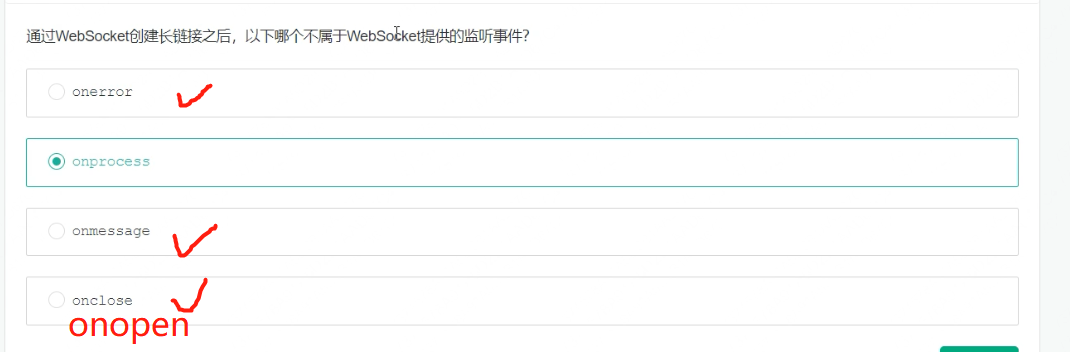 通过WebSocket创建长链接之后，以下哪个不属于WebSocket提供的监听事件？
onerror
onprocess
onmessage
onclose
onopen